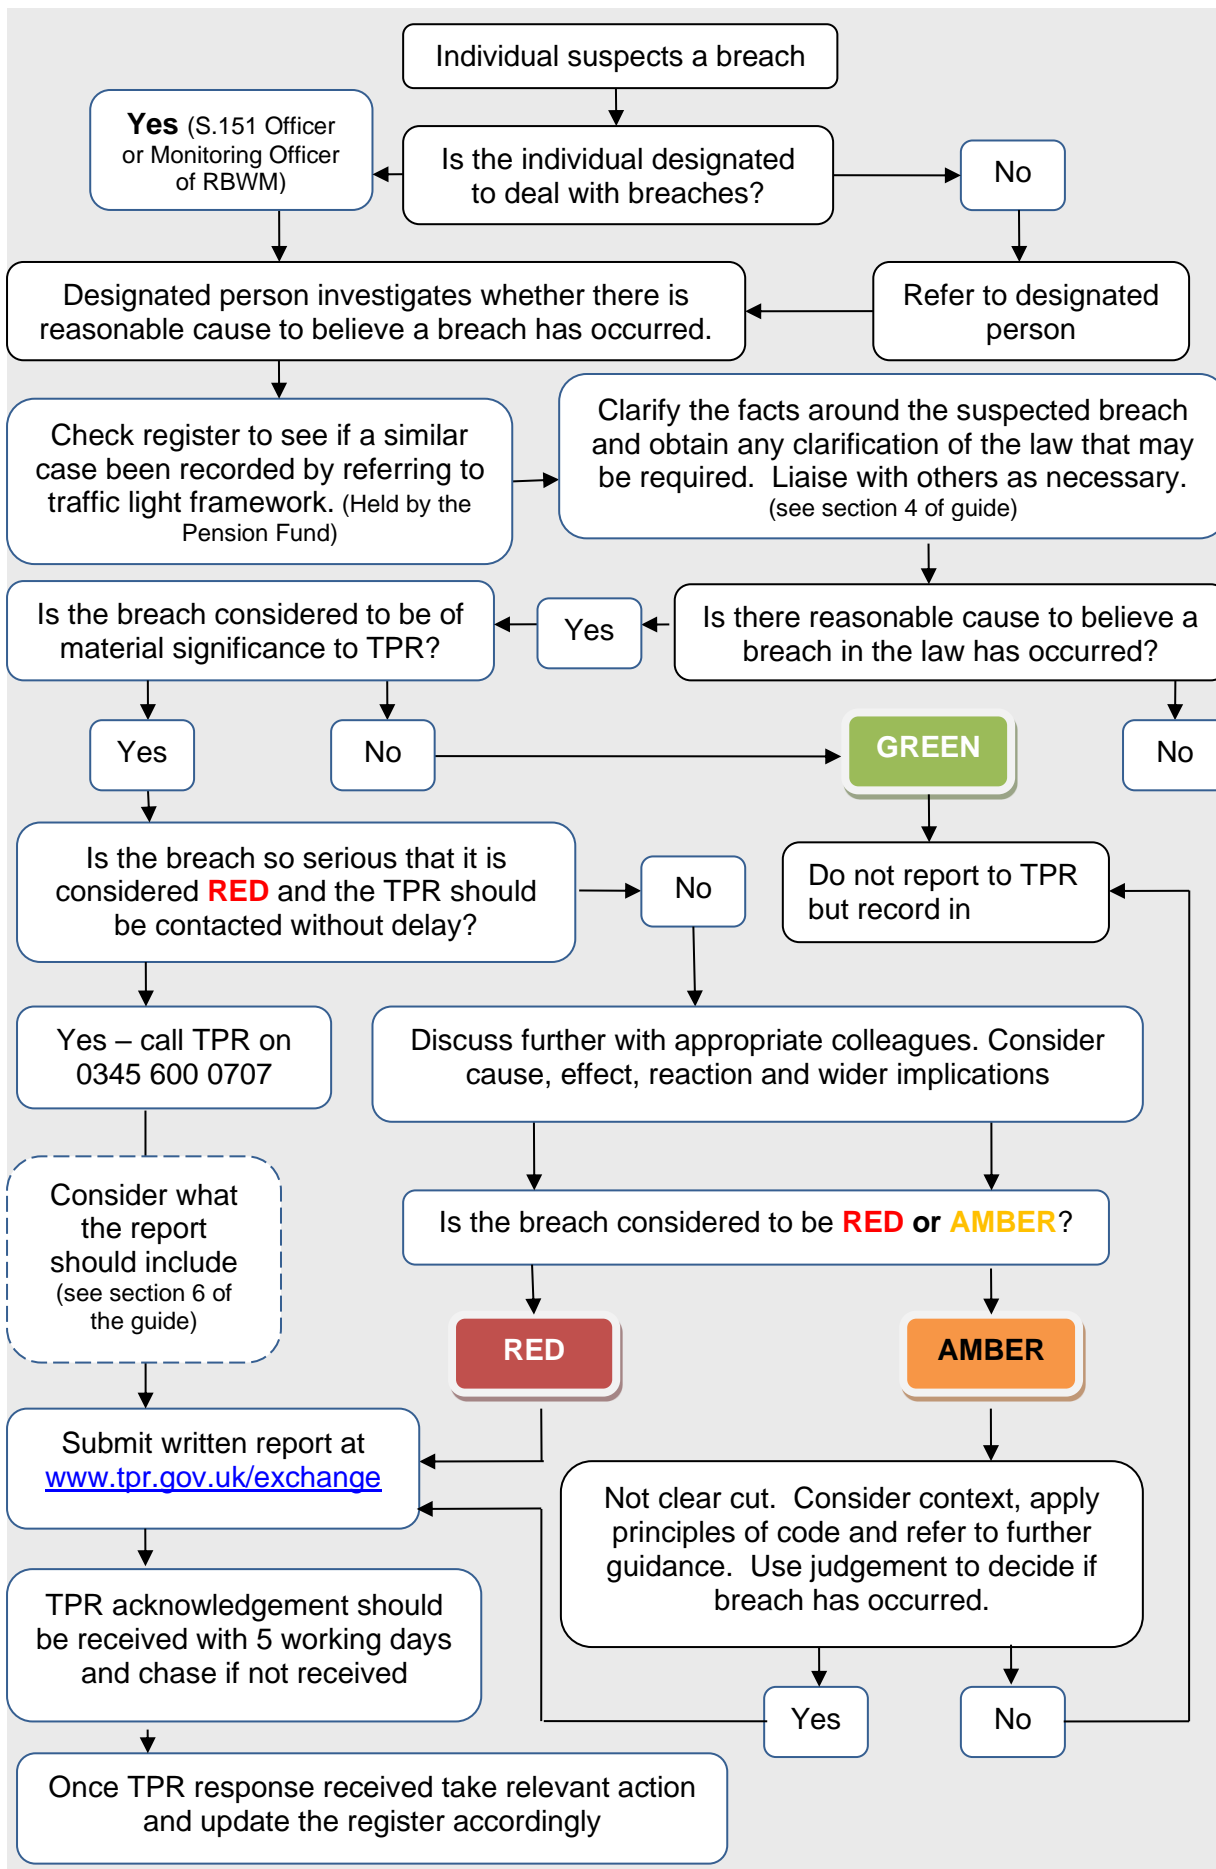 Individual suspects a breach
Yes (S.151 Officer
or Monitoring Officer
of RBWM)
Is the individual designated
to deal with breaches?
No
Designated person investigates whether there is
reasonable cause to believe a breach has occurred.
Refer to designated
person
Check register to see if a similar
case been recorded by referring to
traffic light framework. (Held by the
Pension Fund)
Clarify the facts around the suspected breach
and obtain any clarification of the law that may
be required.  Liaise with others as necessary.
(see section 4 of guide)
Is the breach considered to be of
material significance to TPR?
Yes
Is there reasonable cause to believe a
breach in the law has occurred?
Yes
No
GREEN
No
Is the breach so serious that it is
considered RED and the TPR should
be contacted without delay?
No
Do not report to TPR
but record in
Yes – call TPR on
0345 600 0707
Discuss further with appropriate colleagues. Consider
cause, effect, reaction and wider implications
Consider what
the report
should include
(see section 6 of
the guide)
Is the breach considered to be RED or AMBER?
RED
AMBER
Submit written report at
www.tpr.gov.uk/exchange
Not clear cut.  Consider context, apply
principles of code and refer to further
guidance.  Use judgement to decide if
breach has occurred.
TPR acknowledgement should
be received with 5 working days
and chase if not received
Yes
No
Once TPR response received take relevant action
and update the register accordingly